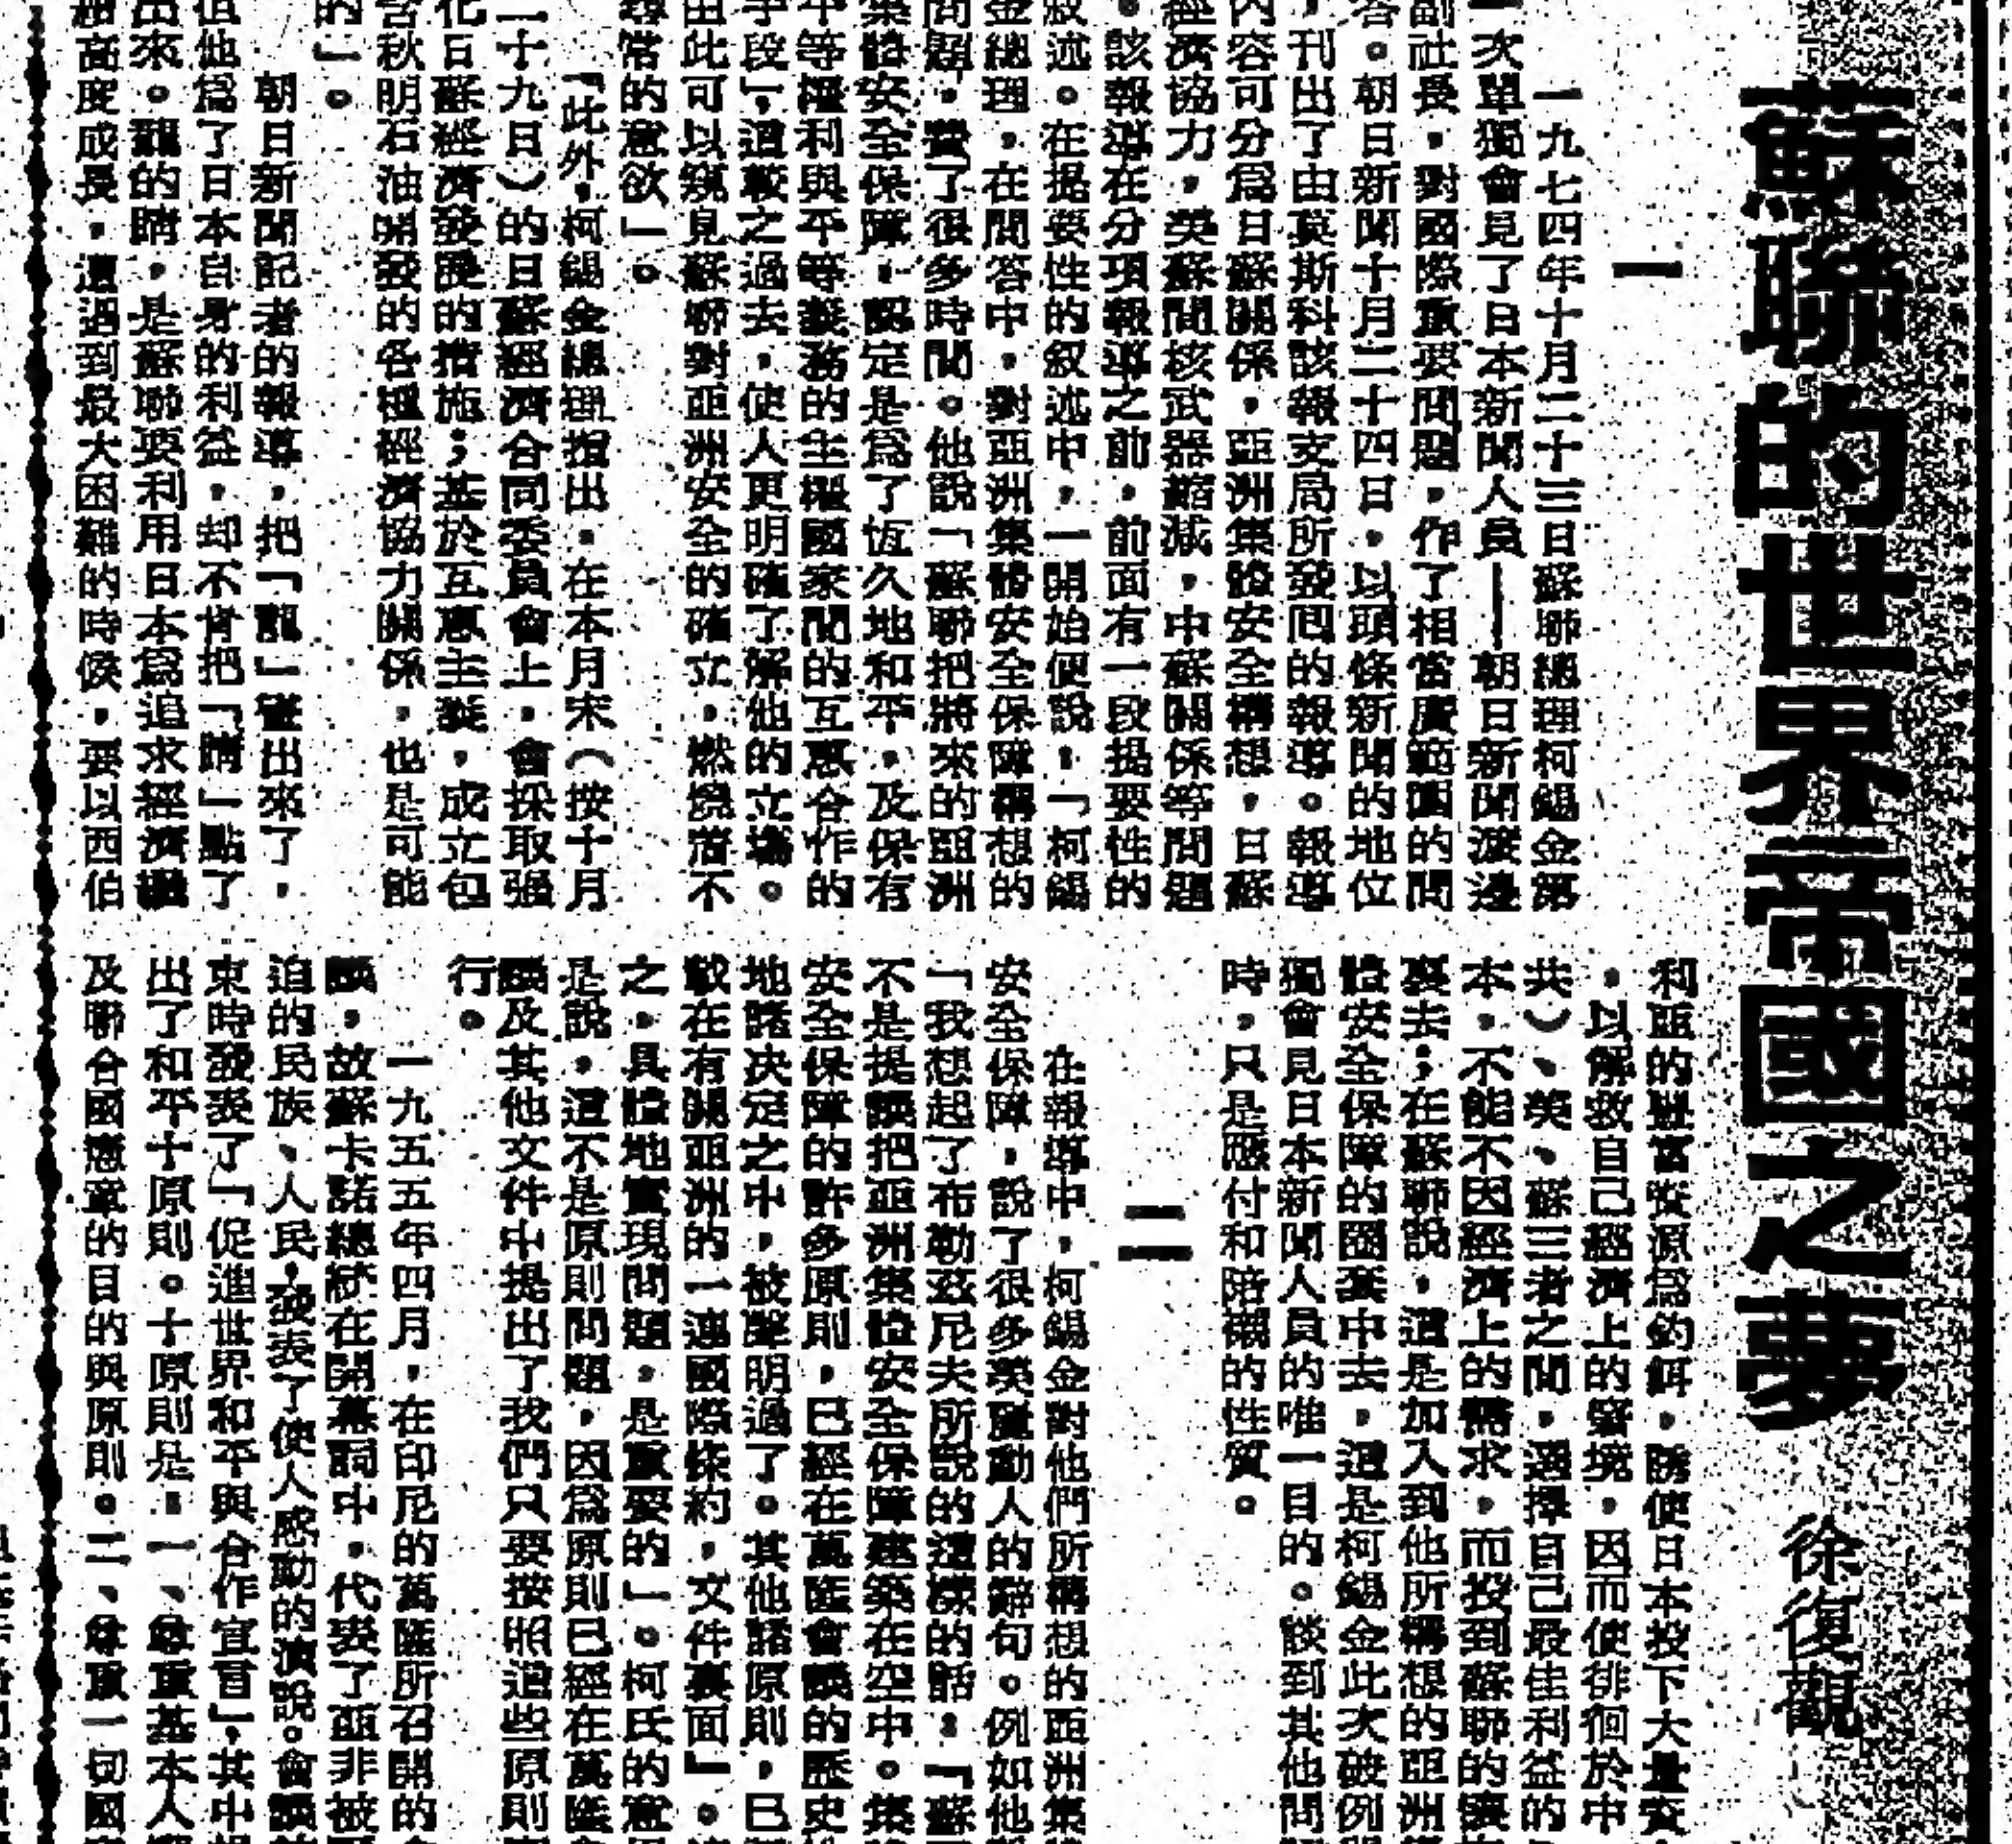 蘇聯的世界帝國之夢
徐復觀
一
一九七四年十月二十三日蘇聯總理柯錫金第
一次單獨會見了日本新聞人員——朝日新聞渡邊
副社長，對國際重要問題，作了相當廣範圍的問
答。朝日新聞十月二十四日，以頭條新聞的地位
，刊出了由莫斯科該報支局所發囘的報導。報導
內容可分爲日蘇關係，亞洲集體安全構想，日蘇
經濟協力，美蘇間核武器縮減，中蘇關係等問題
。該報導在分項報導之前，前面有一段提要性的
敍述。在提要性的叙述中，一開始便說，「柯錫
金總理，在問答中，對亞洲集體安全保障構想的
問題，費了很多時間。他說「蘇聯把將來的亞洲
集體安全保障，認定是爲了恆久地和平，及保有
平等權利與平等義務的主權國家間的互惠合作的
手段」，這較之過去，使人更明確了解他的立場。
由此可以窺見蘇聯對亞洲安全的確立，燃燒着不
尋常的意欲」。
「此外，柯錫金總理指出，在本月末（按十月
二十九日）的日蘇經濟合同委員會上，會採取强
化日蘇經濟發展的措施；基於互惠主義，成立包
含秋明石油開發的各種經濟協力關係，也是可能
的」。
朝日新聞記者的報導，把「龍」畫出來了，
但他爲了日本自身的利益，却不肯把「睛」點了
出來。龍的睛，是蘇聯要利用日本爲追求經濟繼
續高度成長，遭遇到最大困難的時候，要以西伯
利亞的豐富資源爲釣餌，誘使日本投下大量資
，以解救自己經濟上的窘境，因而使徘徊於中
共）、美、蘇三者之間，選擇自己最佳利益的
本，不能不因經濟上的需求，而投到蘇聯的懷
裏去；在蘇聯說，這是加入到他所構想的亞洲
體安全保障的圈套中去，這是柯錫金此次破例
獨會見日本新聞人員的唯一目的。談到其他問
時，只是應付和陪襯的性質。
二
在報導中，柯錫金對他們所構想的亞洲集
安全保障，說了很多美麗動人的辭句。例如他
「我想起了布勒兹尼夫所說的這樣的話，『蘇
不是提議把亞洲集體安全保障建築在空中。集
安全保障的許多原則，已經在萬隆會議的歷史
地諸決定之中，被聲明過了。其他諸原則，已
載在有關亞洲的一連國際條約，文件裏面』。
之，具體地實現問題，是重要的」。柯氏的意
是說，這不是原則問題，因爲原則已經在萬隆
議及其他文件中提出了我們只要按照這些原則
行。
一九五五年四月，在印尼的萬隆所召開的
議，故蘇卡諾總統在開幕詞中，代表了亞非被
迫的民族、人民，發表了使人感動的演說。會議
束時發表了「促進世界和平與合作宣言」，其中
出了和平十原則。十原則是：一、尊重基本人
及聯合國憲章的目的與原則。二、尊重一切國